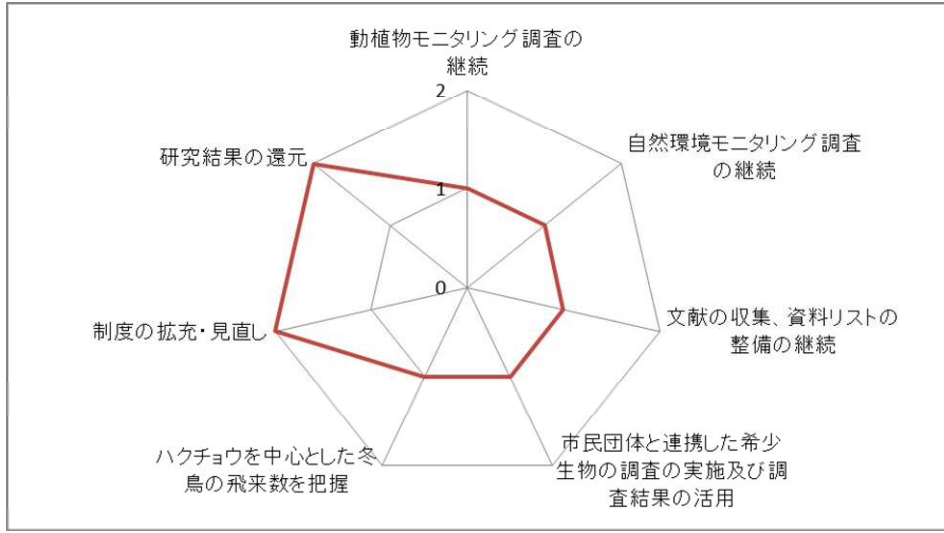 動植物モニタリング調査の
継続
2
自然環境モニタリング調査
の継続
研究結果の還元
1
0
文献の収集、資料リストの
整備の継続
制度の拡充・見直し
市民団体と連携した希少
生物の調査の実施及び調
査結果の活用
ハクチョウを中心とした冬
鳥の飛来数を把握